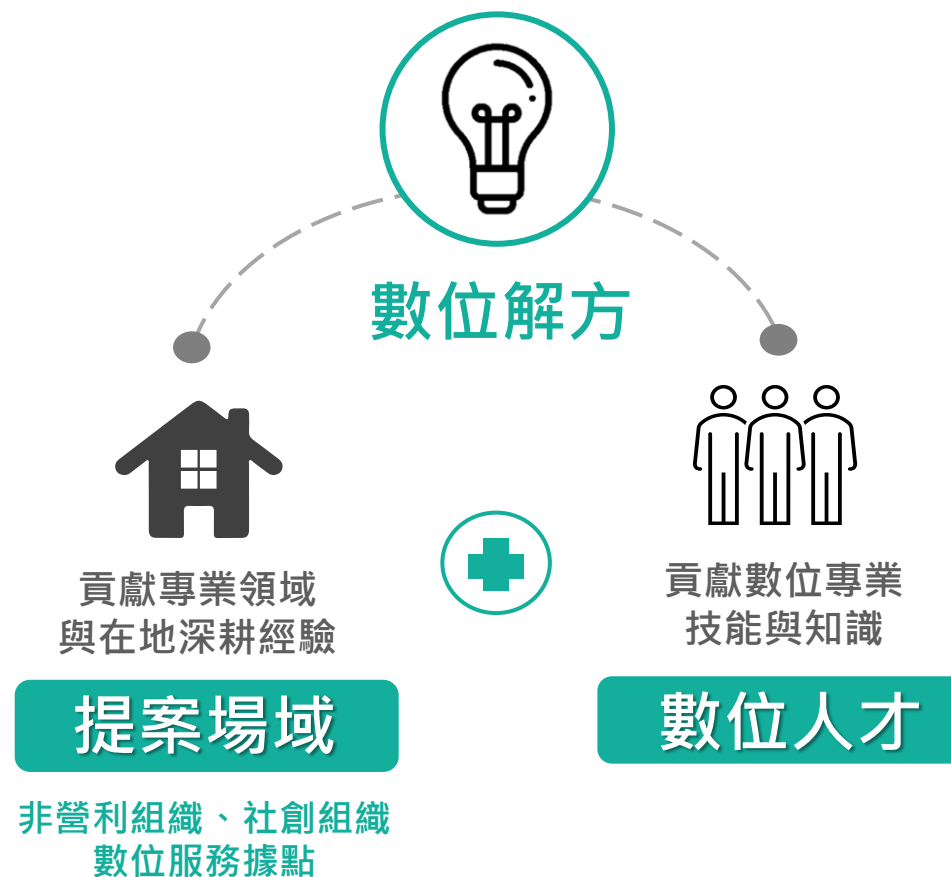 數位解方
貢獻專業領域
與在地深耕經驗
提案場域
非營利組織、社創組織
數位服務據點
貢獻數位專業
技能與知識
數位人才